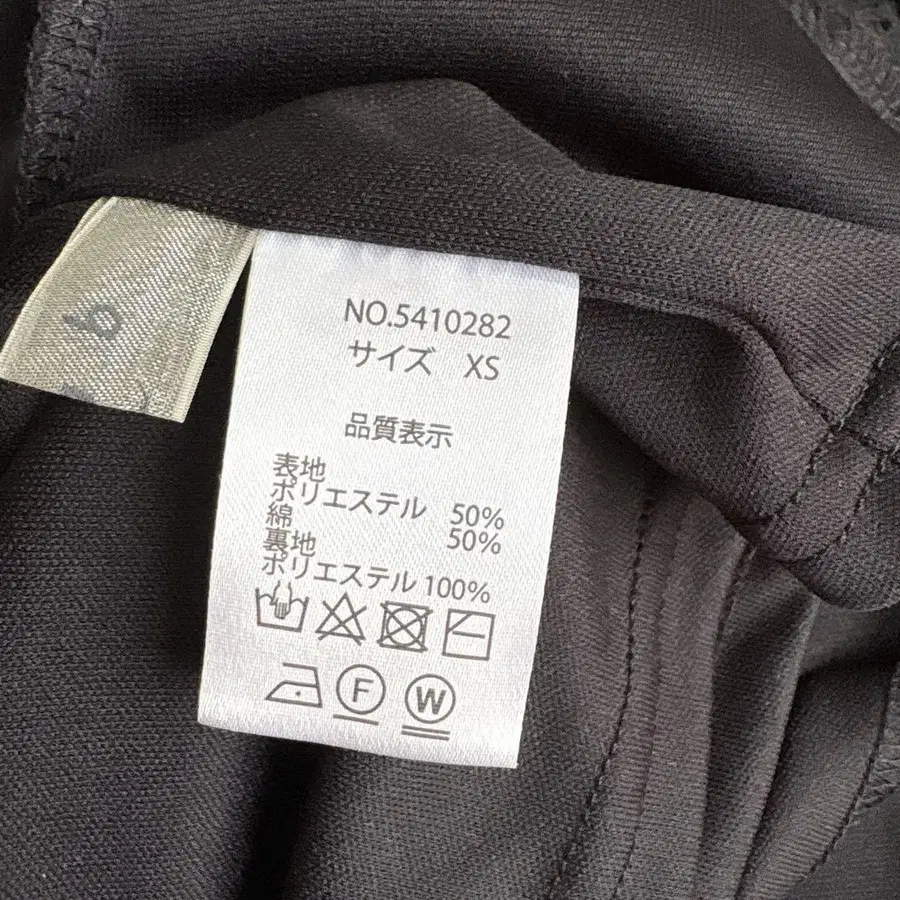 NO.5410282
サイズ XS
品質表示
表地
ポリエステル 50%
綿 50%
裏地
ポリエステル 100%
F W